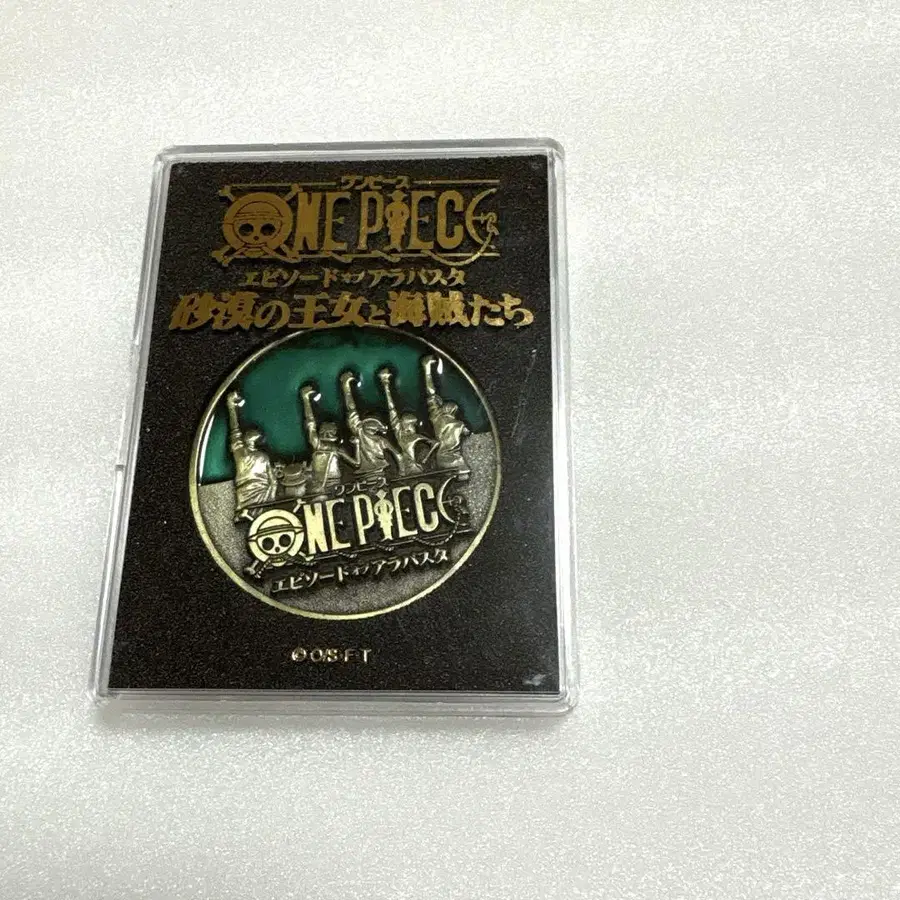 ワンピース
ONE PIECE
エピソードオブアラバスタ
砂漠の王女と海賊たち
ワンピース
ONE PIECE
エピソードオブアラバスタ
©O/S・F・T